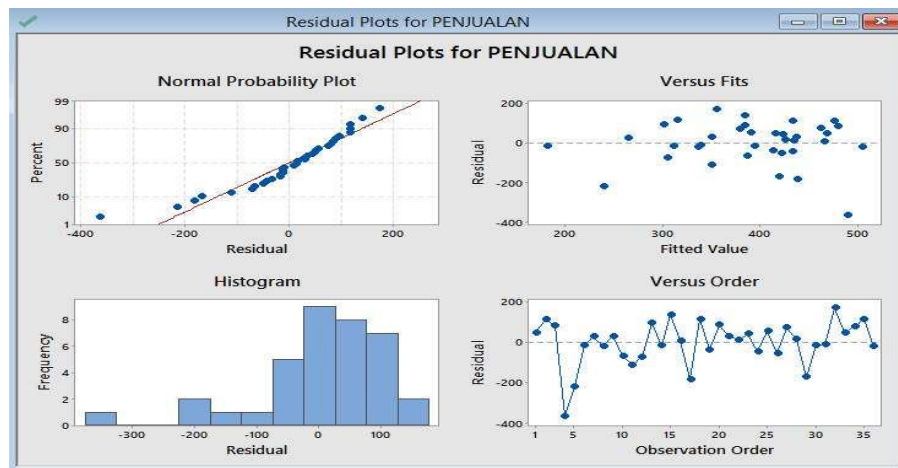 Residual Plots for PENJUALAN
Residual Plots for PENJUALAN
Normal Probability Plot
99
90
50
10
1
Percent
-400
-200
0
200
Residual
Versus Fits
200
0
-200
-400
Residual
200
300
400
500
Fitted Value
Histogram
8
6
4
2
0
Frequency
-300
-200
-100
0
100
Residual
Versus Order
200
0
-200
-400
Residual
1
5
10
15
20
25
30
35
Observation Order